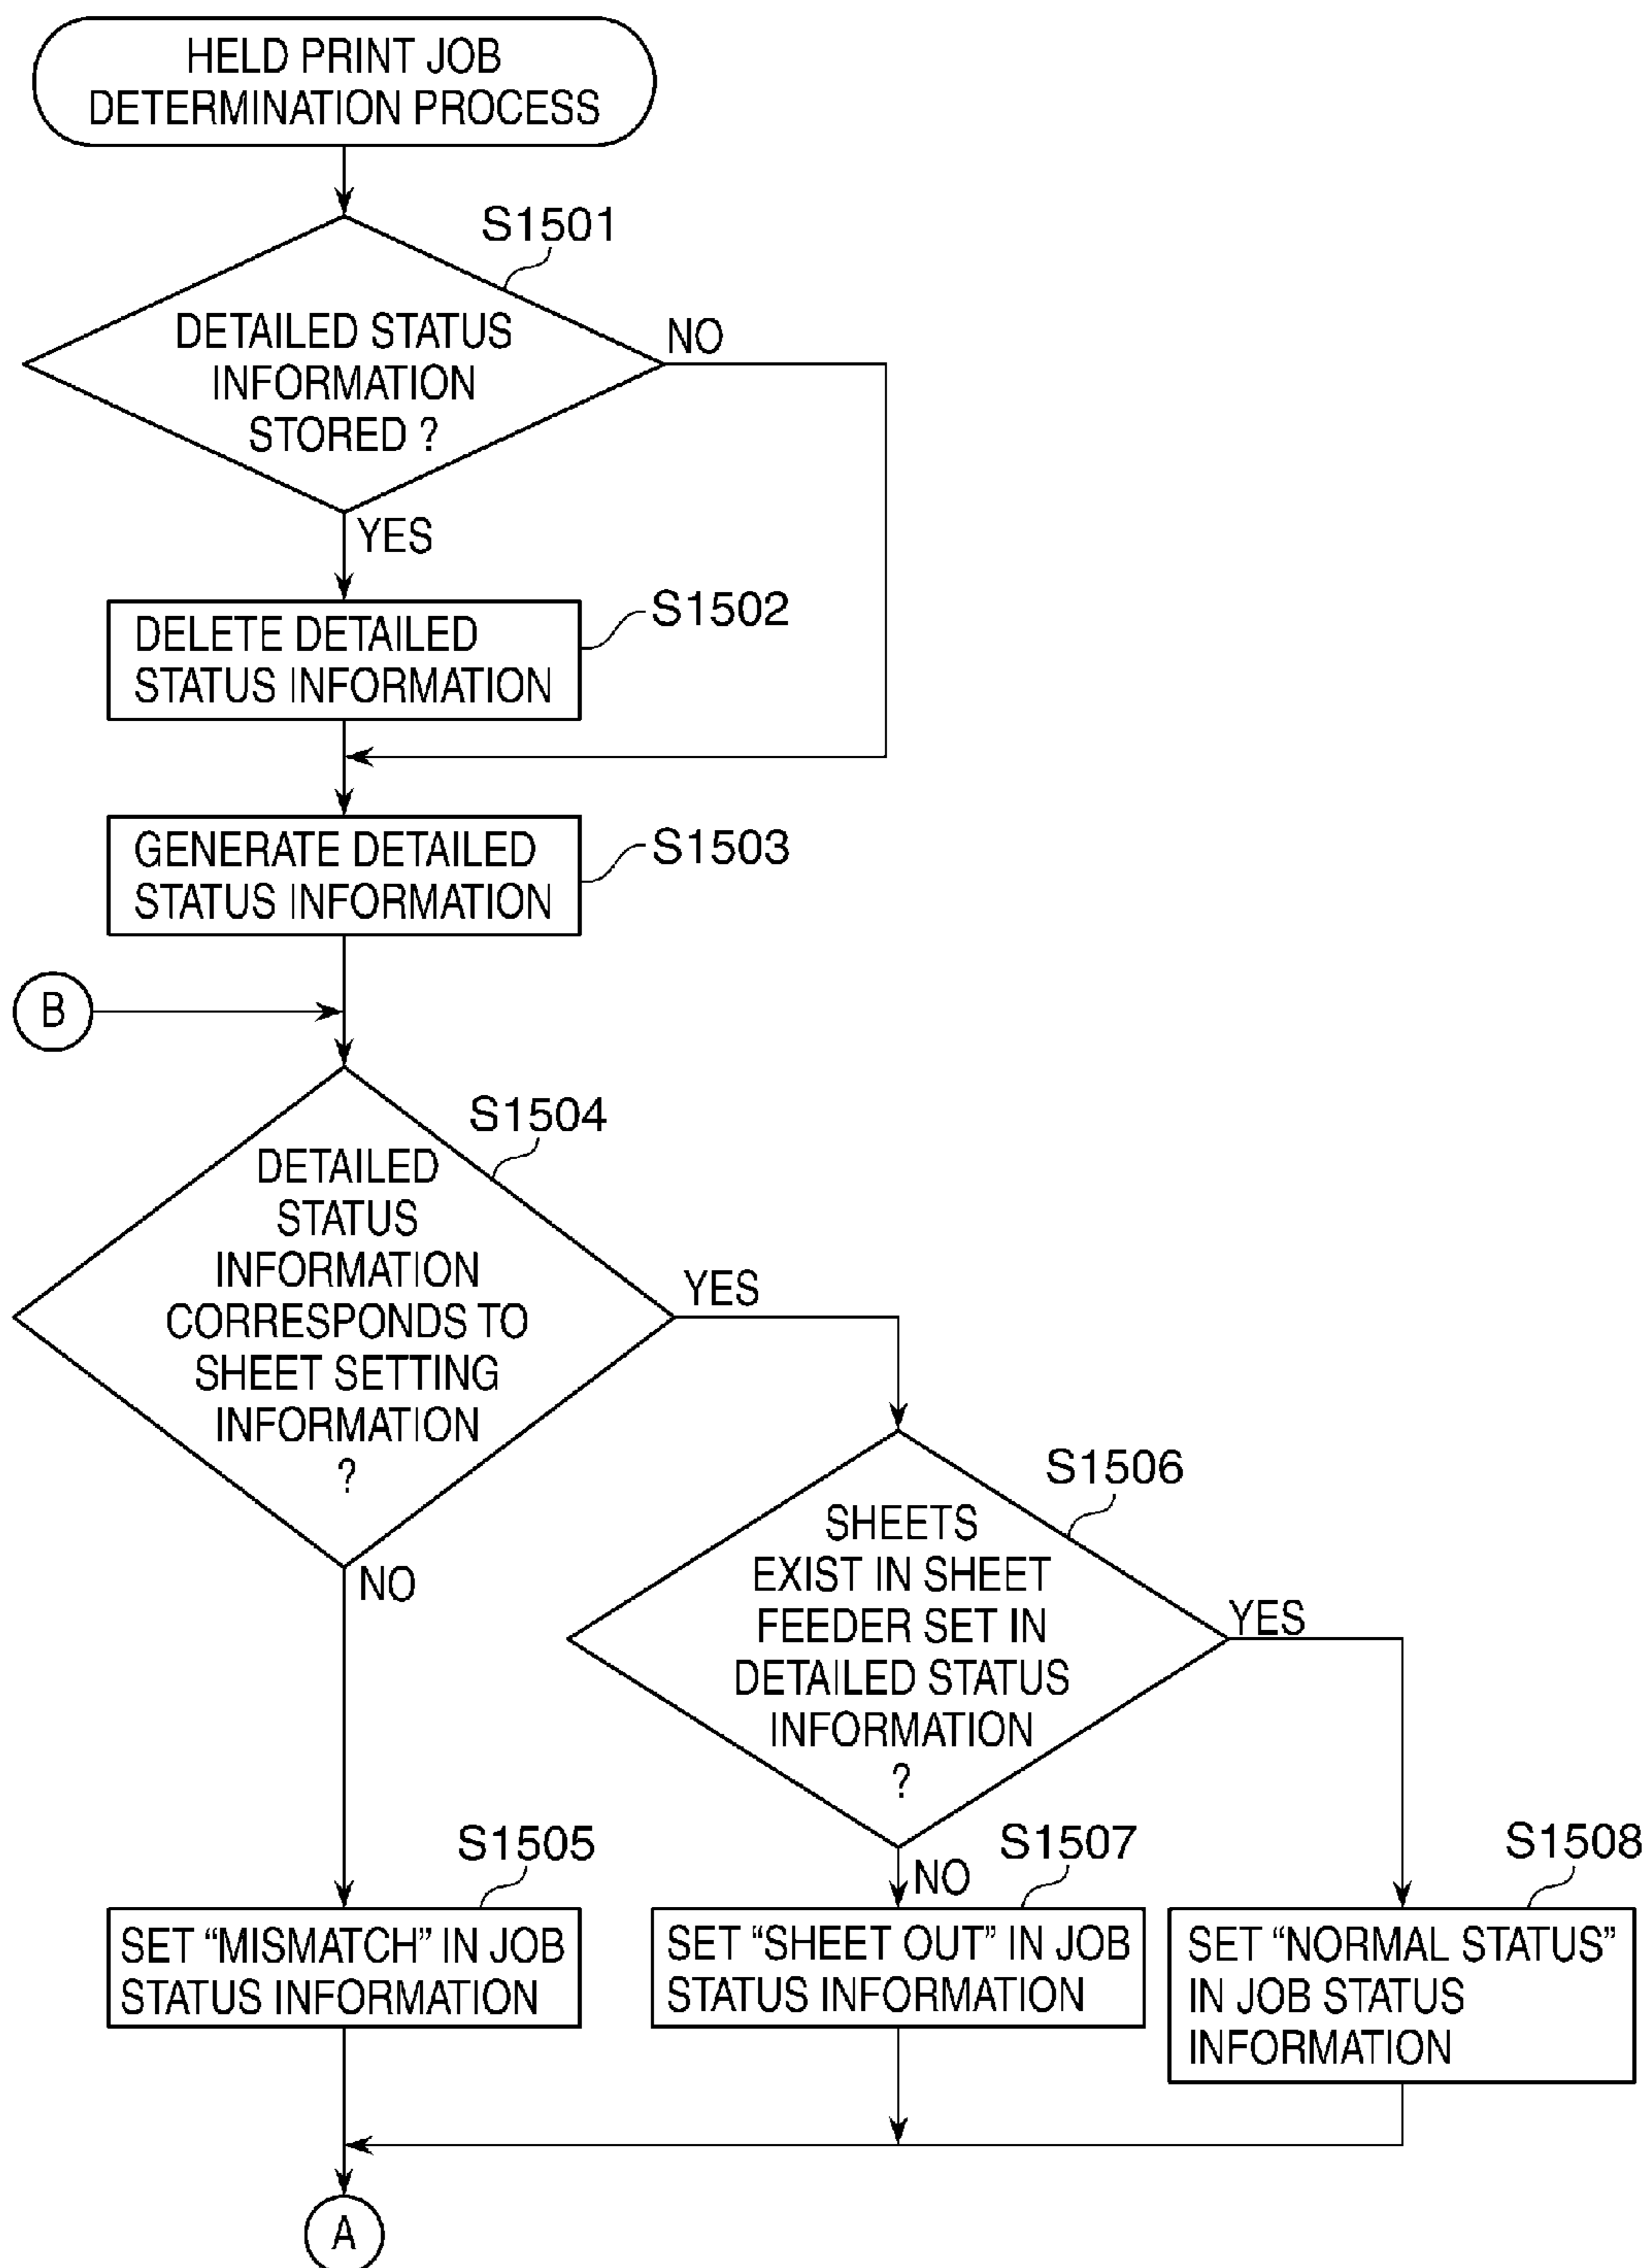 HELD PRINT JOB
DETERMINATION PROCESS
S1501
DETAILED STATUS
INFORMATION
STORED ?
NO
YES
S1502
DELETE DETAILED
STATUS INFORMATION
S1503
GENERATE DETAILED
STATUS INFORMATION
B
S1504
DETAILED
STATUS
INFORMATION
CORRESPONDS TO
SHEET SETTING
INFORMATION
?
YES
NO
S1506
SHEETS
EXIST IN SHEET
FEEDER SET IN
DETAILED STATUS
INFORMATION
?
YES
NO
S1505
SET “MISMATCH” IN JOB
STATUS INFORMATION
S1507
SET “SHEET OUT” IN JOB
STATUS INFORMATION
S1508
SET “NORMAL STATUS”
IN JOB STATUS
INFORMATION
A